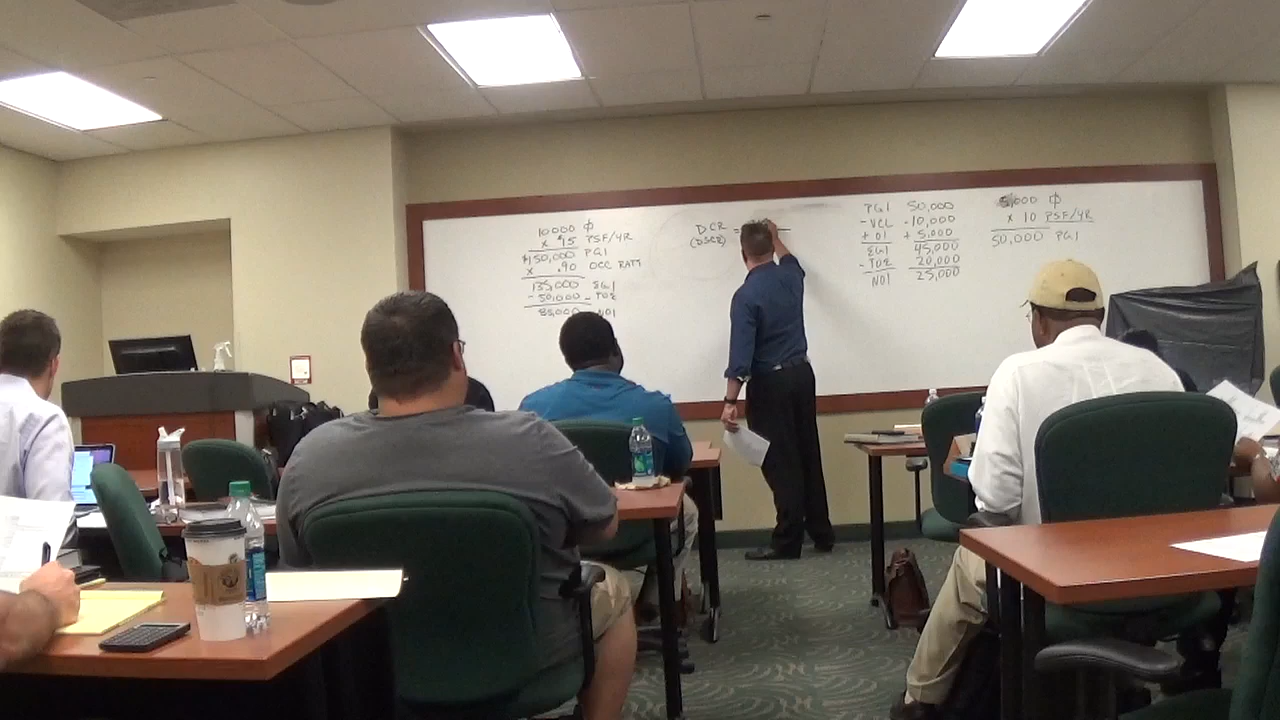 10000 ⌀
x $15 PSF/YR
$150,000 PGI
x .90 OCC RATE
135,000 EGI
- 50,000 - TOE
85,000 NOI
DCR =
(DSCR)
PGI 50,000
- VCL -10,000
+ OI + 5,000
EGI 45,000
- TOE 20,000
NOI 25,000
5,000 ⌀
x 10 PSF/YR
50,000 PGI